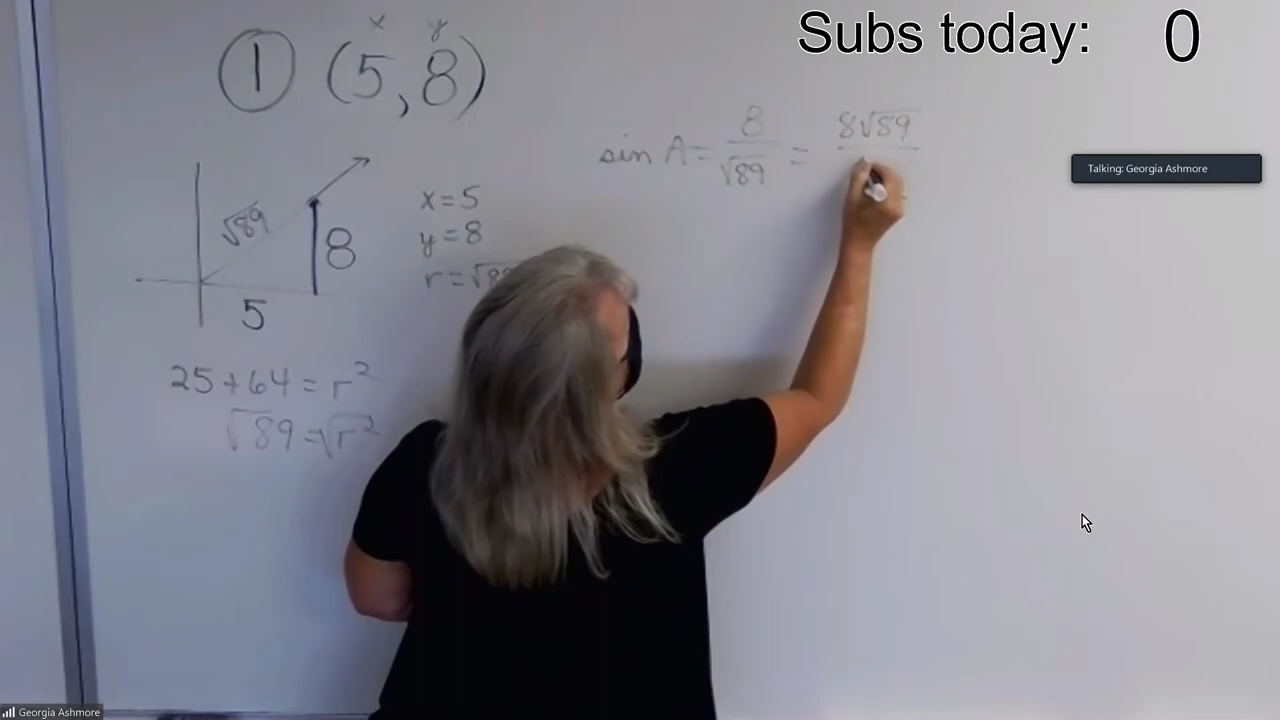 Subs today: 0
x y
① (5, 8)
sin A = 8/√89 = 8√89
Talking: Georgia Ashmore
√89
8
5
x = 5
y = 8
r = √89
25 + 64 = r²
√89 = √r²
Georgia Ashmore